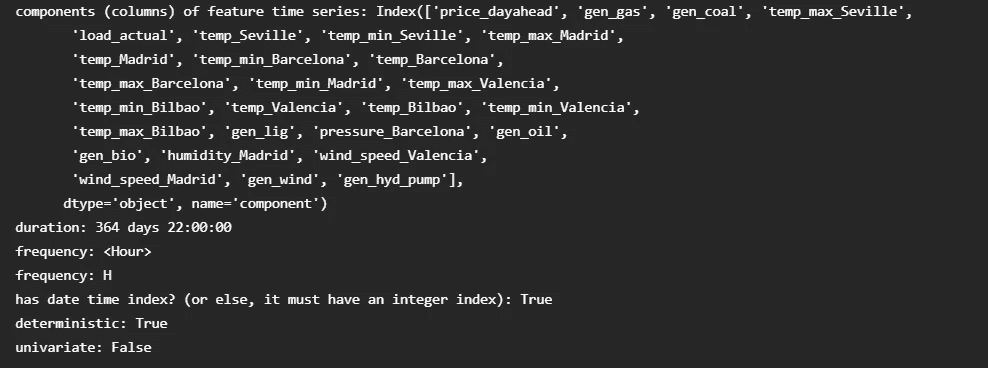 components (columns) of feature time series: Index(['price_dayahead', 'gen_gas', 'gen_coal', 'temp_max_Seville',
'load_actual', 'temp_Seville', 'temp_min_Seville', 'temp_max_Madrid',
'temp_Madrid', 'temp_min_Barcelona', 'temp_Barcelona',
'temp_max_Barcelona', 'temp_min_Madrid', 'temp_max_Valencia',
'temp_min_Bilbao', 'temp_Valencia', 'temp_Bilbao', 'temp_min_Valencia',
'temp_max_Bilbao', 'gen_lig', 'pressure_Barcelona', 'gen_oil',
'gen_bio', 'humidity_Madrid', 'wind_speed_Valencia',
'wind_speed_Madrid', 'gen_wind', 'gen_hyd_pump'],
dtype='object', name='component')
duration: 364 days 22:00:00
frequency: <Hour>
frequency: H
has date time index? (or else, it must have an integer index): True
deterministic: True
univariate: False